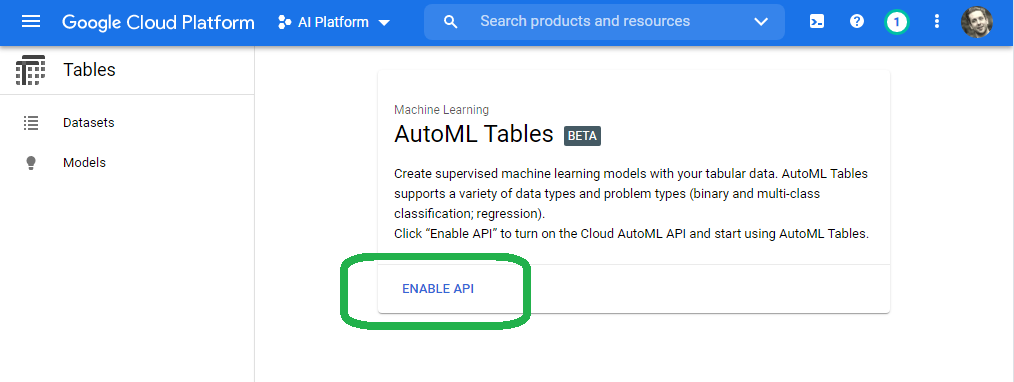 Google Cloud Platform
AI Platform
Search products and resources
1
Tables
Datasets
Models
Machine Learning
AutoML Tables BETA
Create supervised machine learning models with your tabular data. AutoML Tables
supports a variety of data types and problem types (binary and multi-class
classification; regression).
Click “Enable API” to turn on the Cloud AutoML API and start using AutoML Tables.
ENABLE API